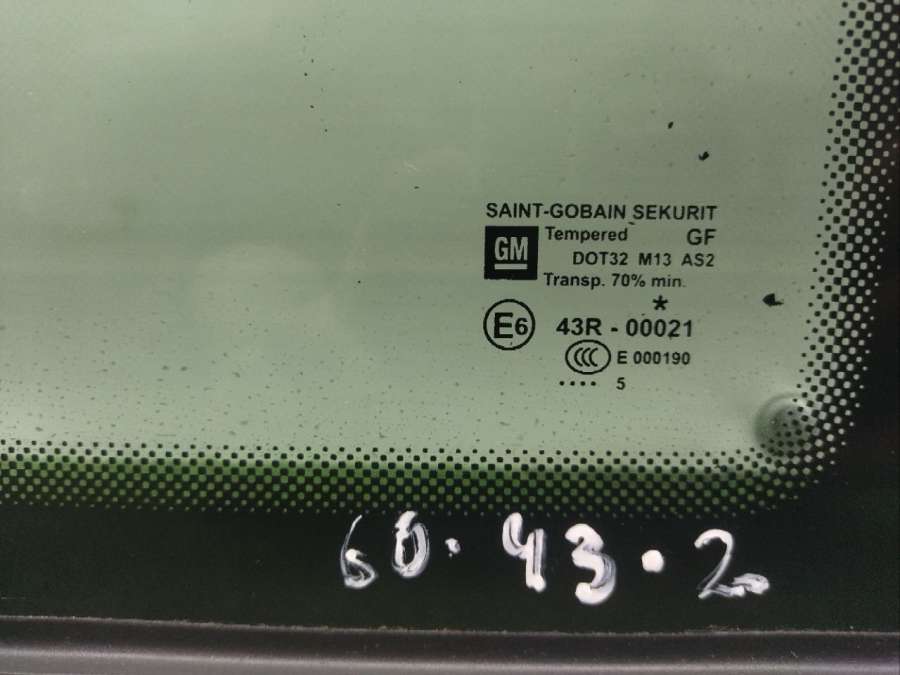 SAINT-GOBAIN SEKURIT
GM Tempered GF
DOT32 M13 AS2
Transp. 70% min.
*
E6 43R - 00021
CCC E 000190
.... 5
60.43.2